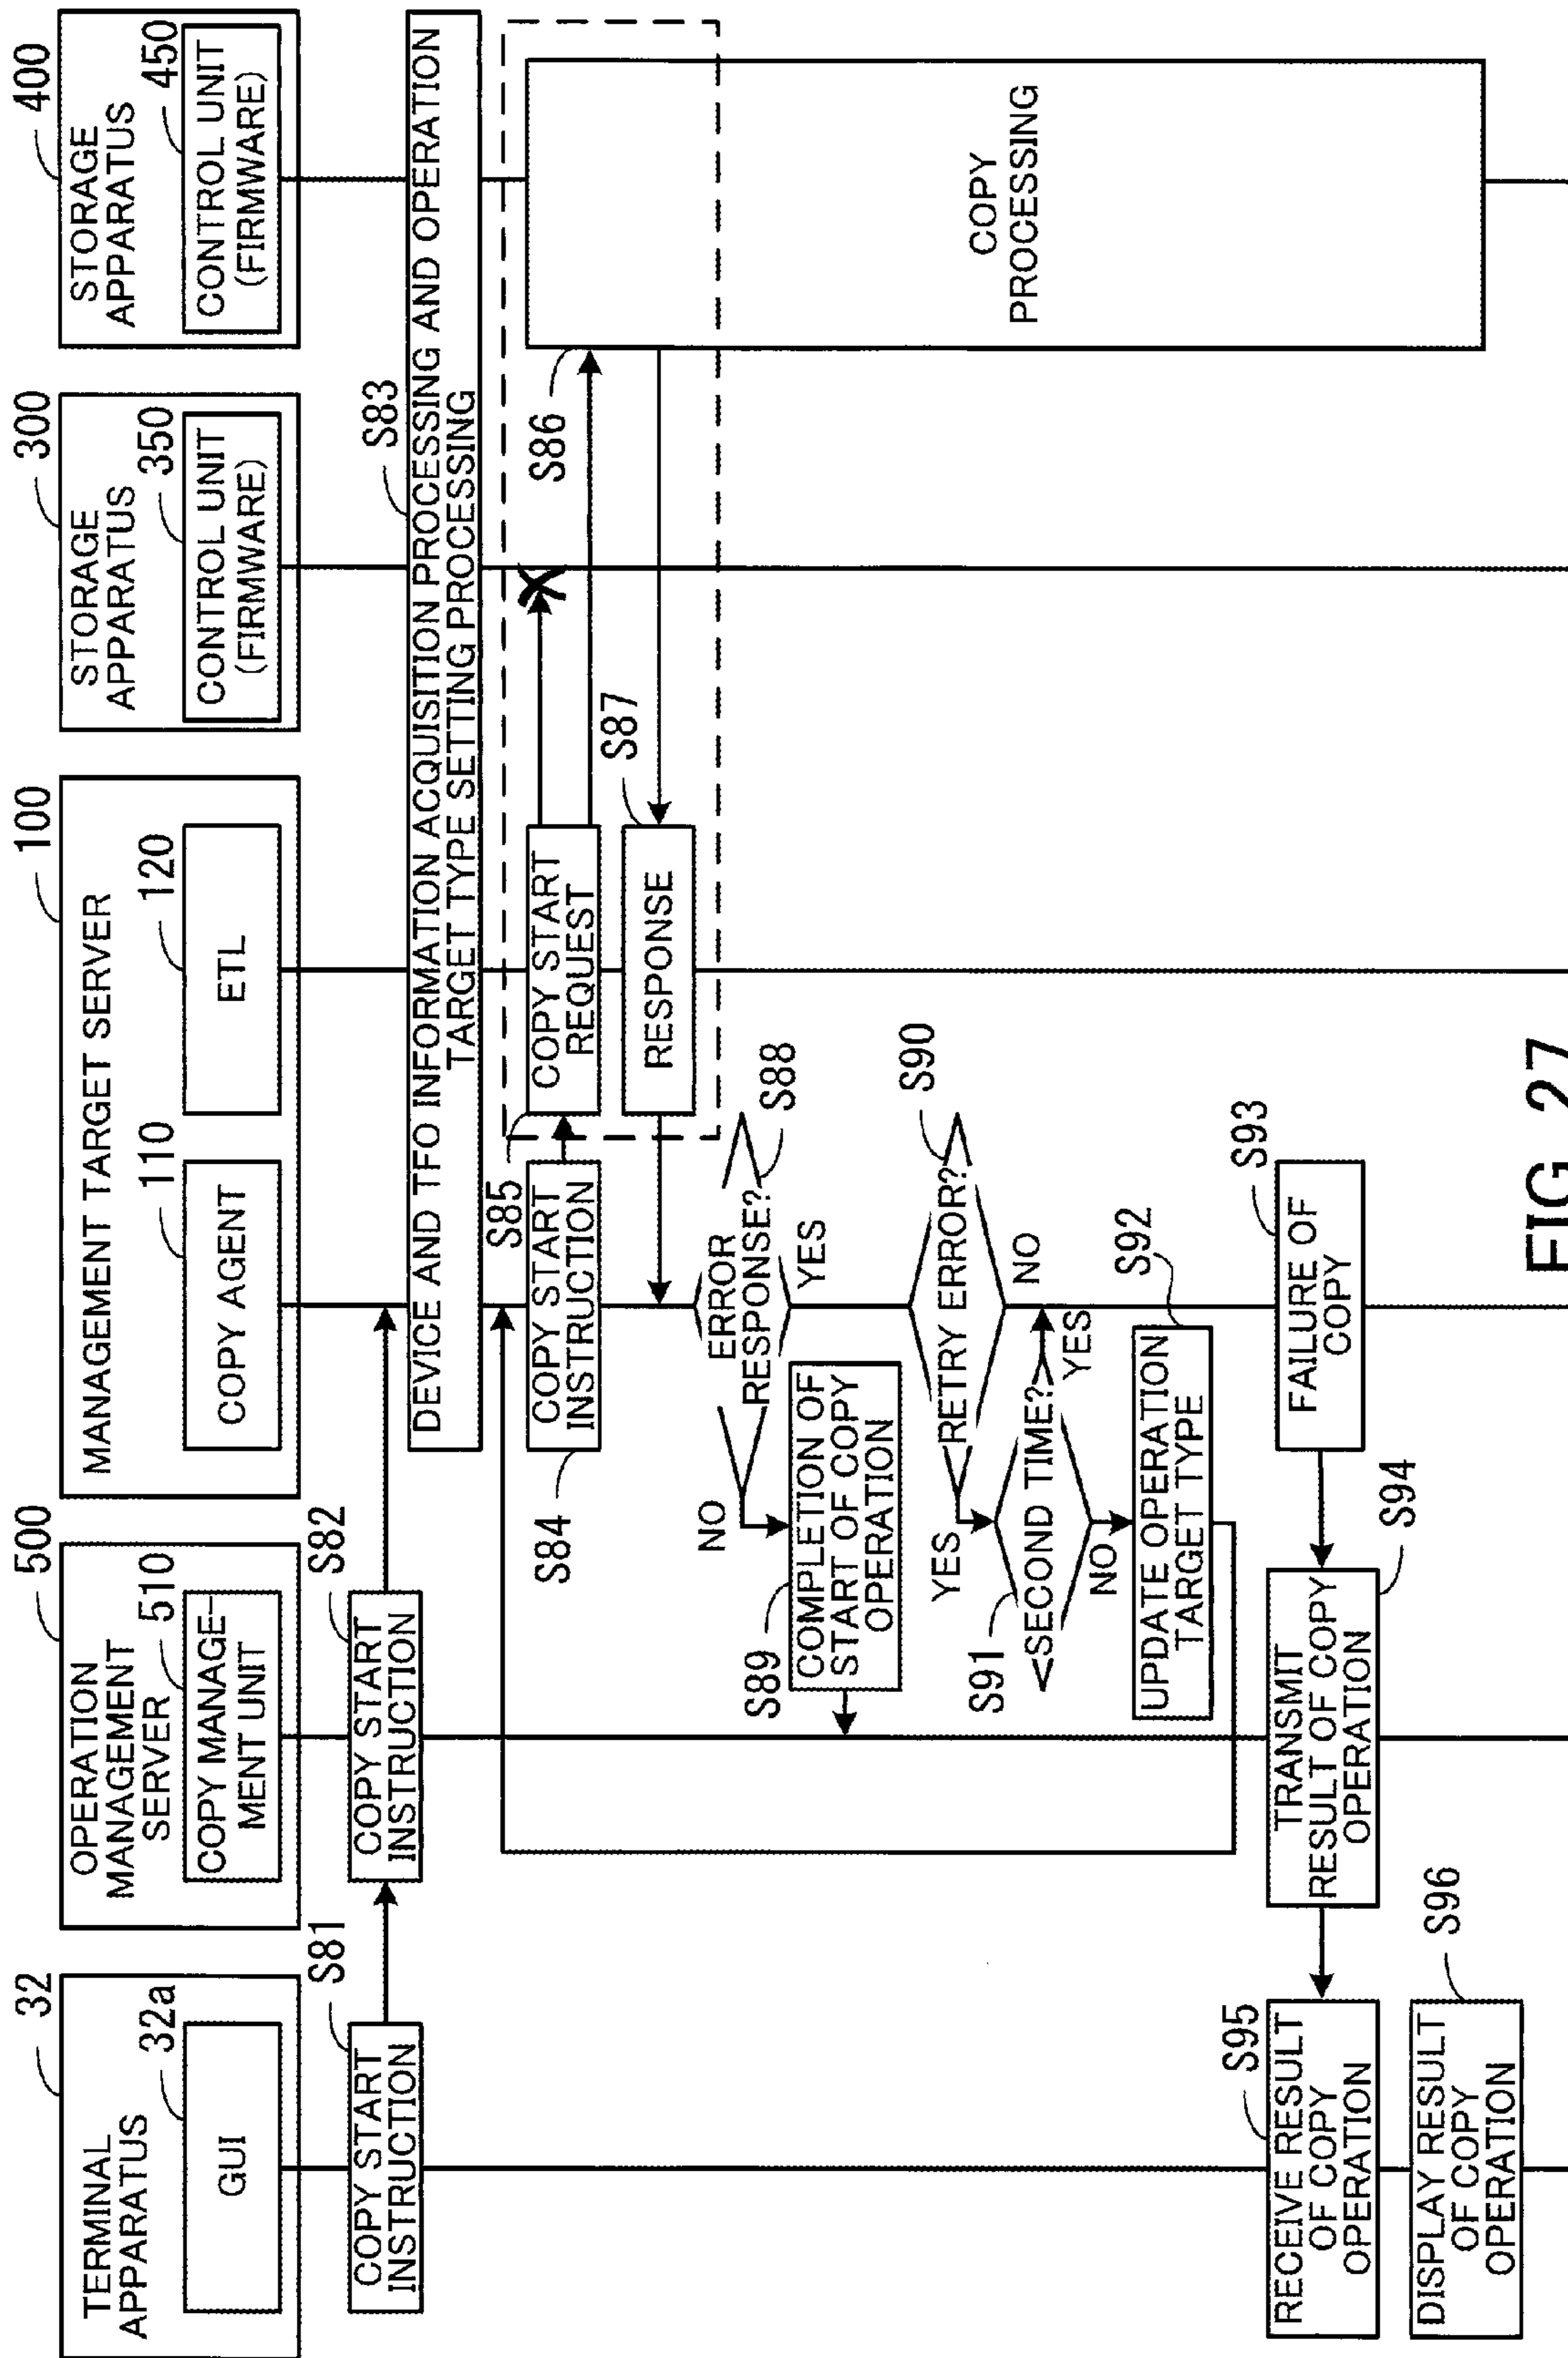 TERMINAL
APPARATUS
32
GUI
32a
OPERATION
MANAGEMENT
SERVER
500
COPY MANAGE-
MENT UNIT
510
MANAGEMENT TARGET SERVER
100
COPY AGENT
110
ETL
120
STORAGE
APPARATUS
300
CONTROL UNIT
(FIRMWARE)
350
STORAGE
APPARATUS
400
CONTROL UNIT
(FIRMWARE)
450
COPY START
INSTRUCTION
S81
COPY START
INSTRUCTION
S82
DEVICE AND TFO INFORMATION ACQUISITION PROCESSING AND OPERATION
TARGET TYPE SETTING PROCESSING
S83
COPY START
INSTRUCTION
S84
S85
COPY START
REQUEST
S86
COPY
PROCESSING
RESPONSE
S87
ERROR
RESPONSE?
S88
NO
YES
S89
COMPLETION OF
START OF COPY
OPERATION
RETRY ERROR?
S90
YES
NO
S91
SECOND TIME?
YES
NO
UPDATE OPERATION
TARGET TYPE
S92
FAILURE OF
COPY
S93
TRANSMIT
RESULT OF COPY
OPERATION
S94
RECEIVE RESULT
OF COPY
OPERATION
S95
DISPLAY RESULT
OF COPY
OPERATION
S96
FIG. 27